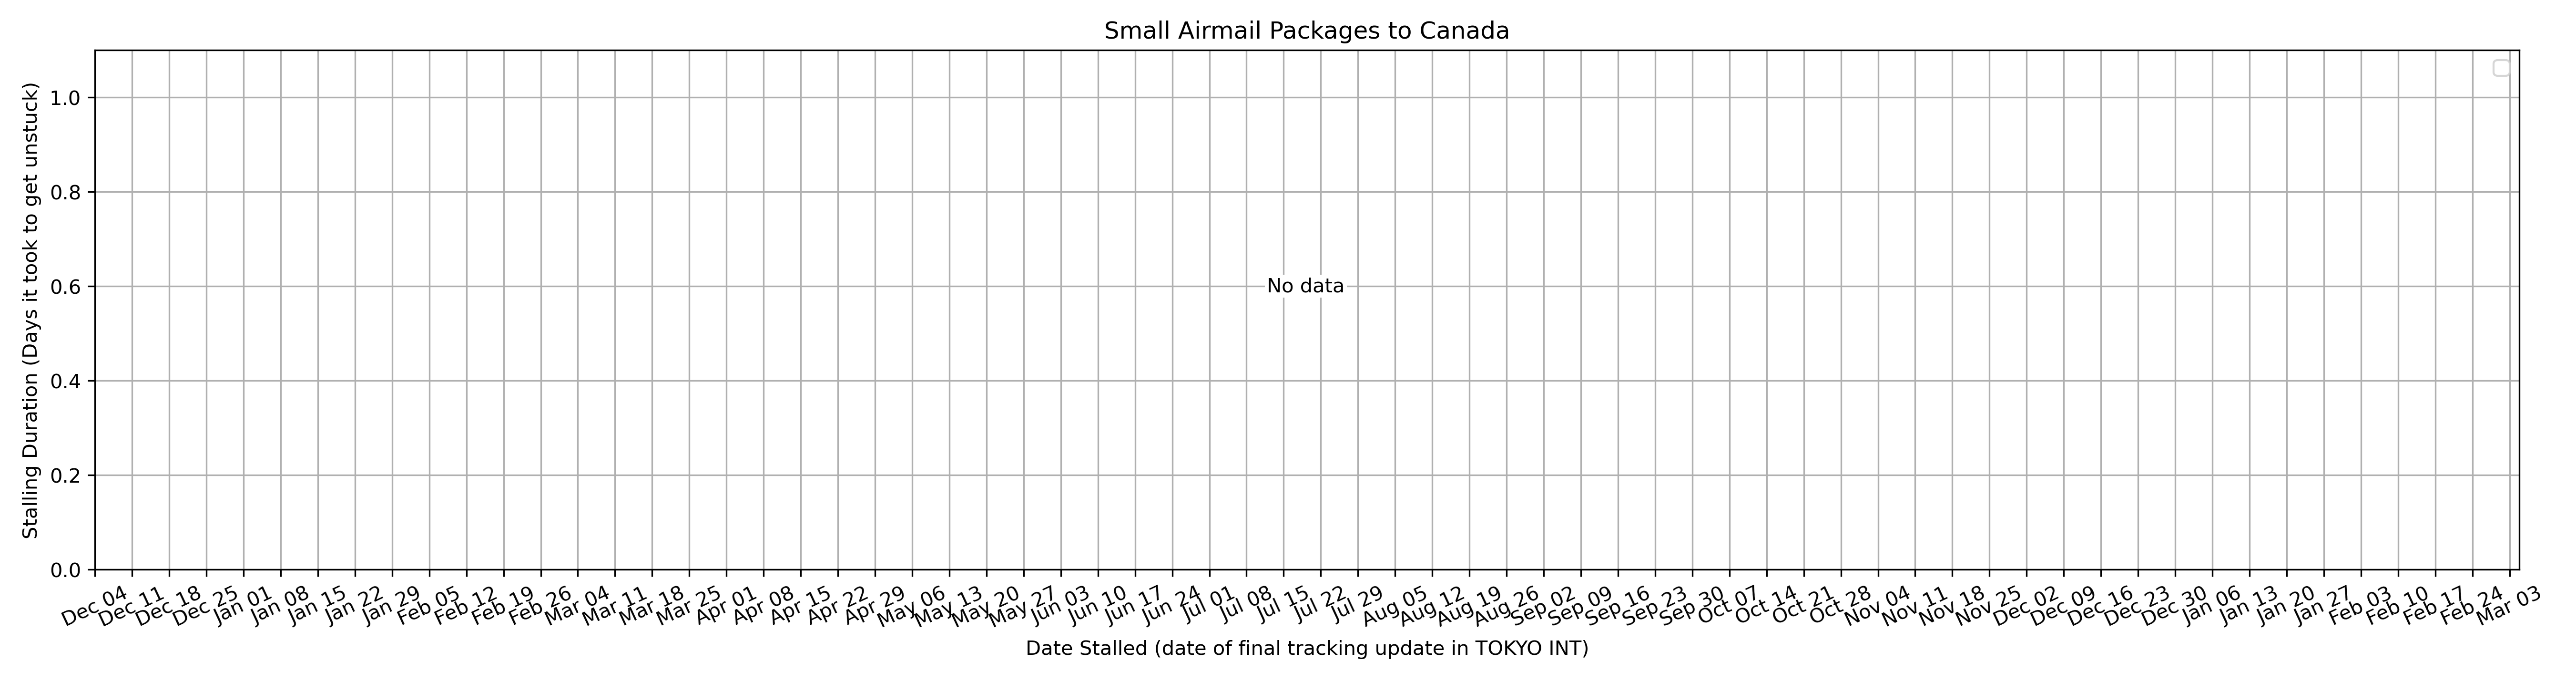 Small Airmail Packages to Canada
Stalling Duration (Days it took to get unstuck)
1.0
0.8
0.6
0.4
0.2
0.0
No data
Dec 04
Dec 11
Dec 18
Dec 25
Jan 01
Jan 08
Jan 15
Jan 22
Jan 29
Feb 05
Feb 12
Feb 19
Feb 26
Mar 04
Mar 11
Mar 18
Mar 25
Apr 01
Apr 08
Apr 15
Apr 22
Apr 29
May 06
May 13
May 20
May 27
Jun 03
Jun 10
Jun 17
Jun 24
Jul 01
Jul 08
Jul 15
Jul 22
Jul 29
Aug 05
Aug 12
Aug 19
Aug 26
Sep 02
Sep 09
Sep 16
Sep 23
Sep 30
Oct 07
Oct 14
Oct 21
Oct 28
Nov 04
Nov 11
Nov 18
Nov 25
Dec 02
Dec 09
Dec 16
Dec 23
Dec 30
Jan 06
Jan 13
Jan 20
Jan 27
Feb 03
Feb 10
Feb 17
Feb 24
Mar 03
Date Stalled (date of final tracking update in TOKYO INT)